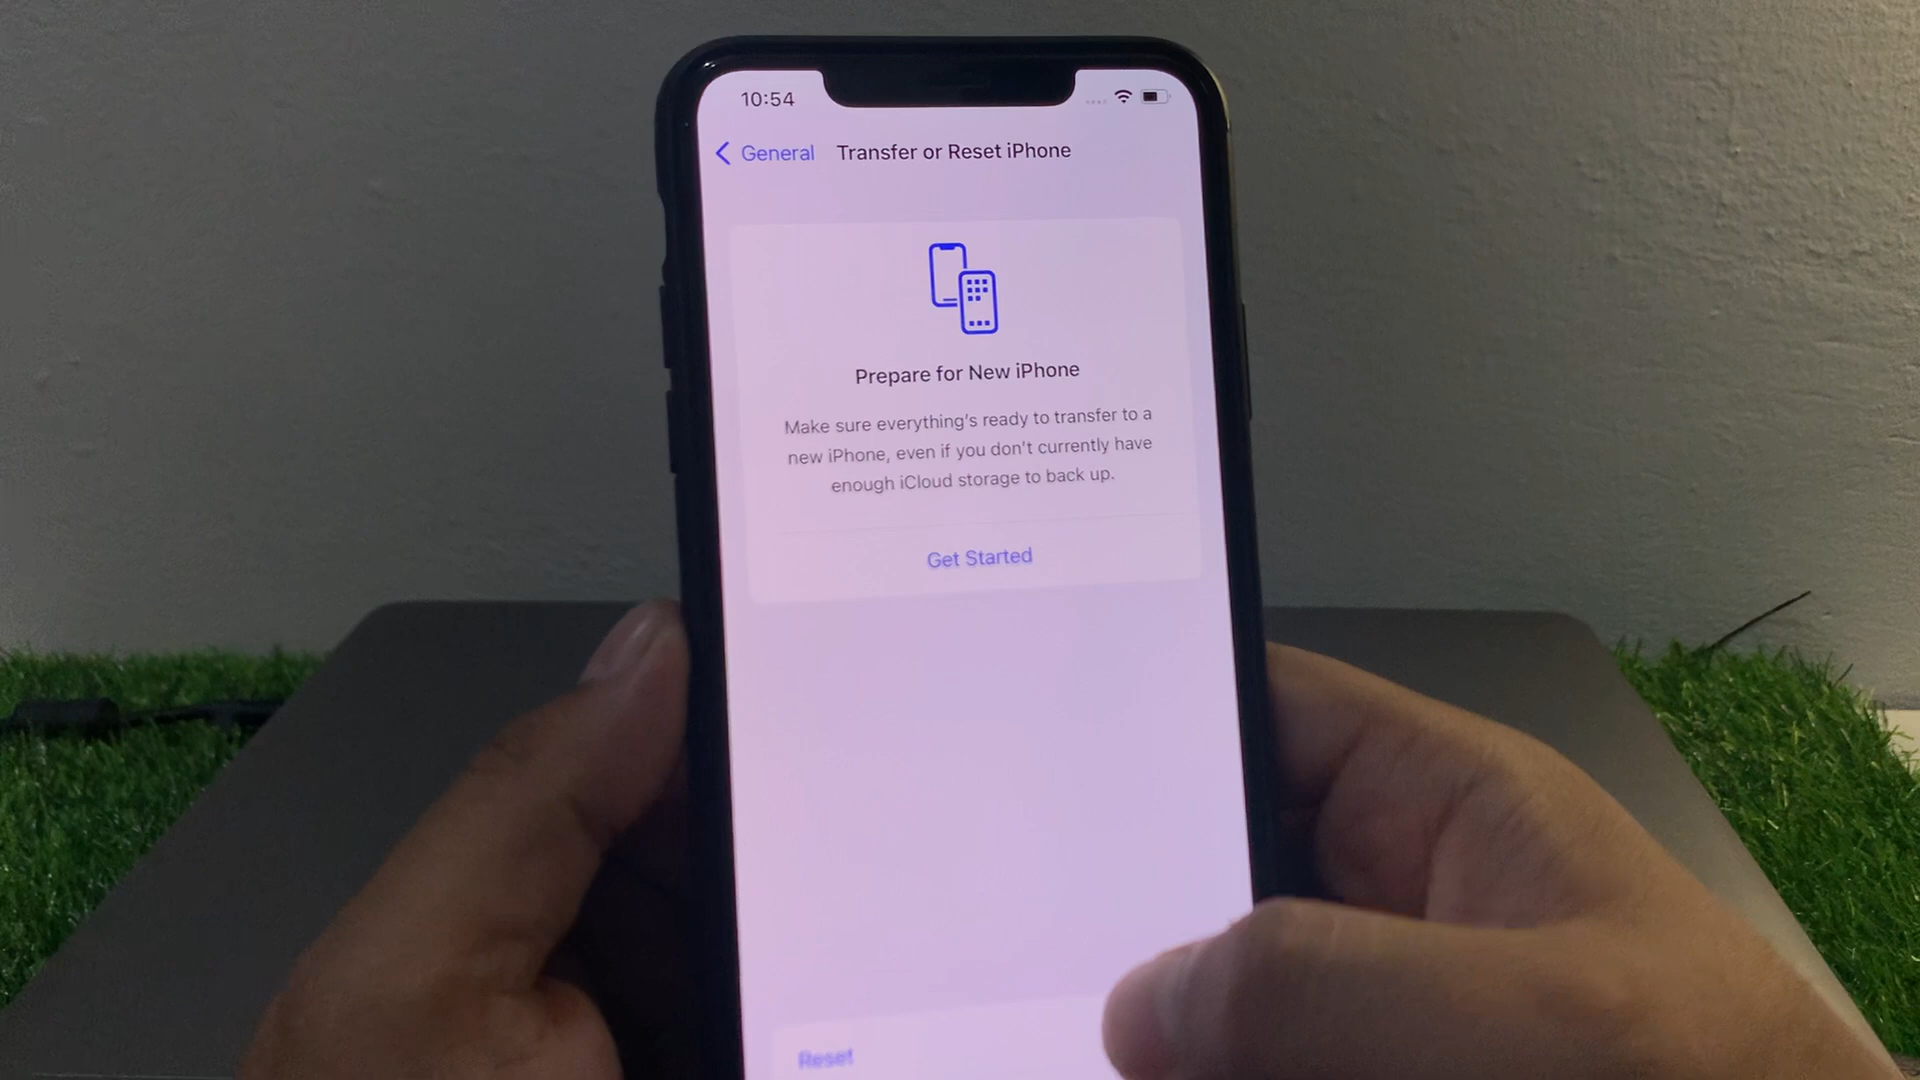 10:54
General Transfer or Reset iPhone
Prepare for New iPhone
Make sure everything's ready to transfer to a
new iPhone, even if you don't currently have
enough iCloud storage to back up.
Get Started
Reset